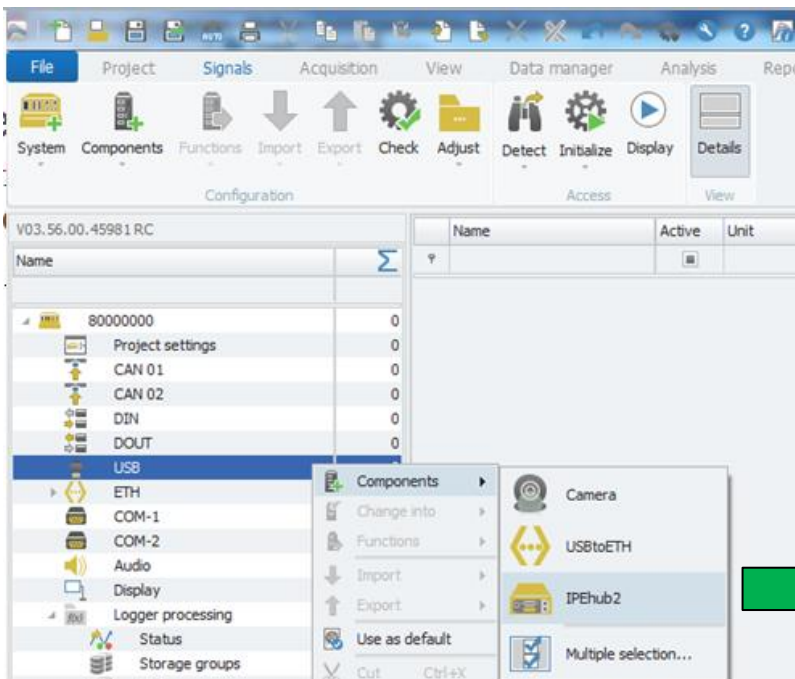 File Project Signals Acquisition View Data manager Analysis
System Components Functions Import Export Check Adjust Detect Initialize Display Details
Configuration Access View
V03.56.00.45981 RC
Name Active Unit
Name Σ
80000000 0
Project settings 0
CAN 01 0
CAN 02 0
DIN 0
DOUT 0
USB
ETH
COM-1
COM-2
Audio
Display
Logger processing
Status
Storage groups
Components
Change into
Functions
Import
Export
Use as default
Cut Ctrl+X
Camera
USBtoETH
IPEhub2
Multiple selection...